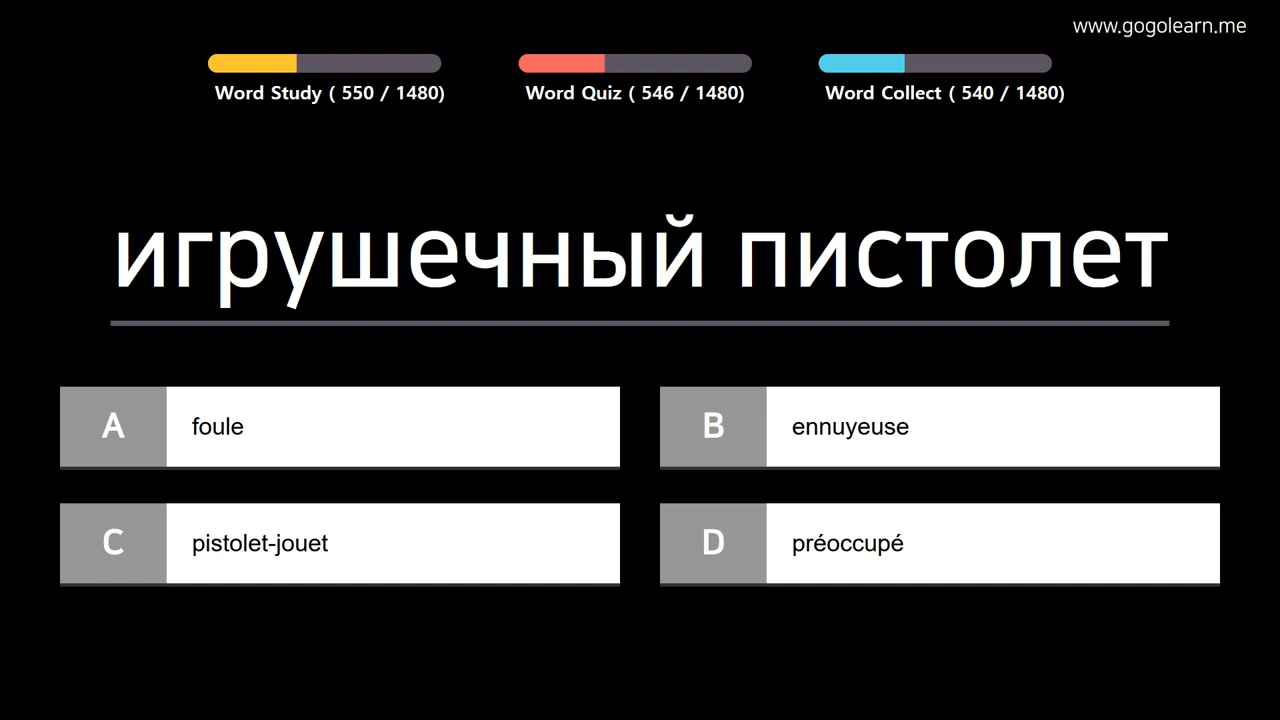 www.gogolearn.me
Word Study ( 550 / 1480)
Word Quiz ( 546 / 1480)
Word Collect ( 540 / 1480)
игрушечный пистолет
A foule
B ennuyeuse
C pistolet-jouet
D préoccupé